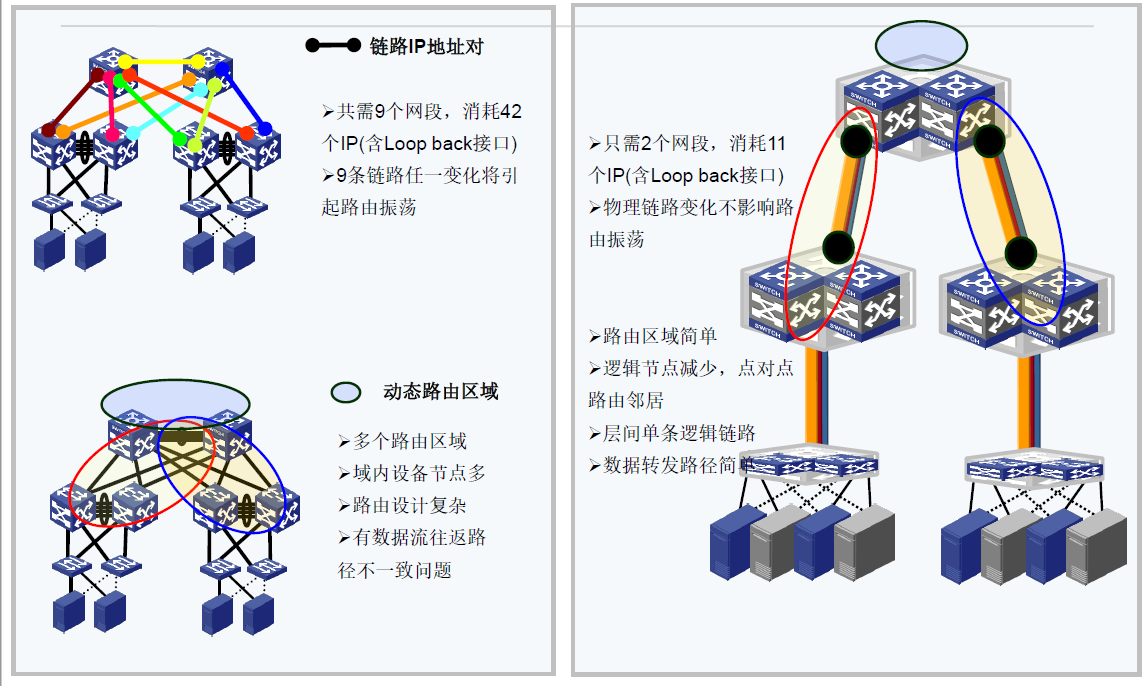 链路IP地址对
➢共需9个网段，消耗42
个IP(含Loop back接口)
➢9条链路任一变化将引
起路由振荡
动态路由区域
➢多个路由区域
➢域内设备节点多
➢路由设计复杂
➢有数据流往返路
径不一致问题
➢只需2个网段，消耗11
个IP(含Loop back接口)
➢物理链路变化不影响路
由振荡
➢路由区域简单
➢逻辑节点减少，点对点
路由邻居
➢层间单条逻辑链路
➢数据转发路径简单
SWITCH
SWITCH
SWITCH
SWITCH
SWITCH
SWITCH
SWITCH
SWITCH
SWITCH